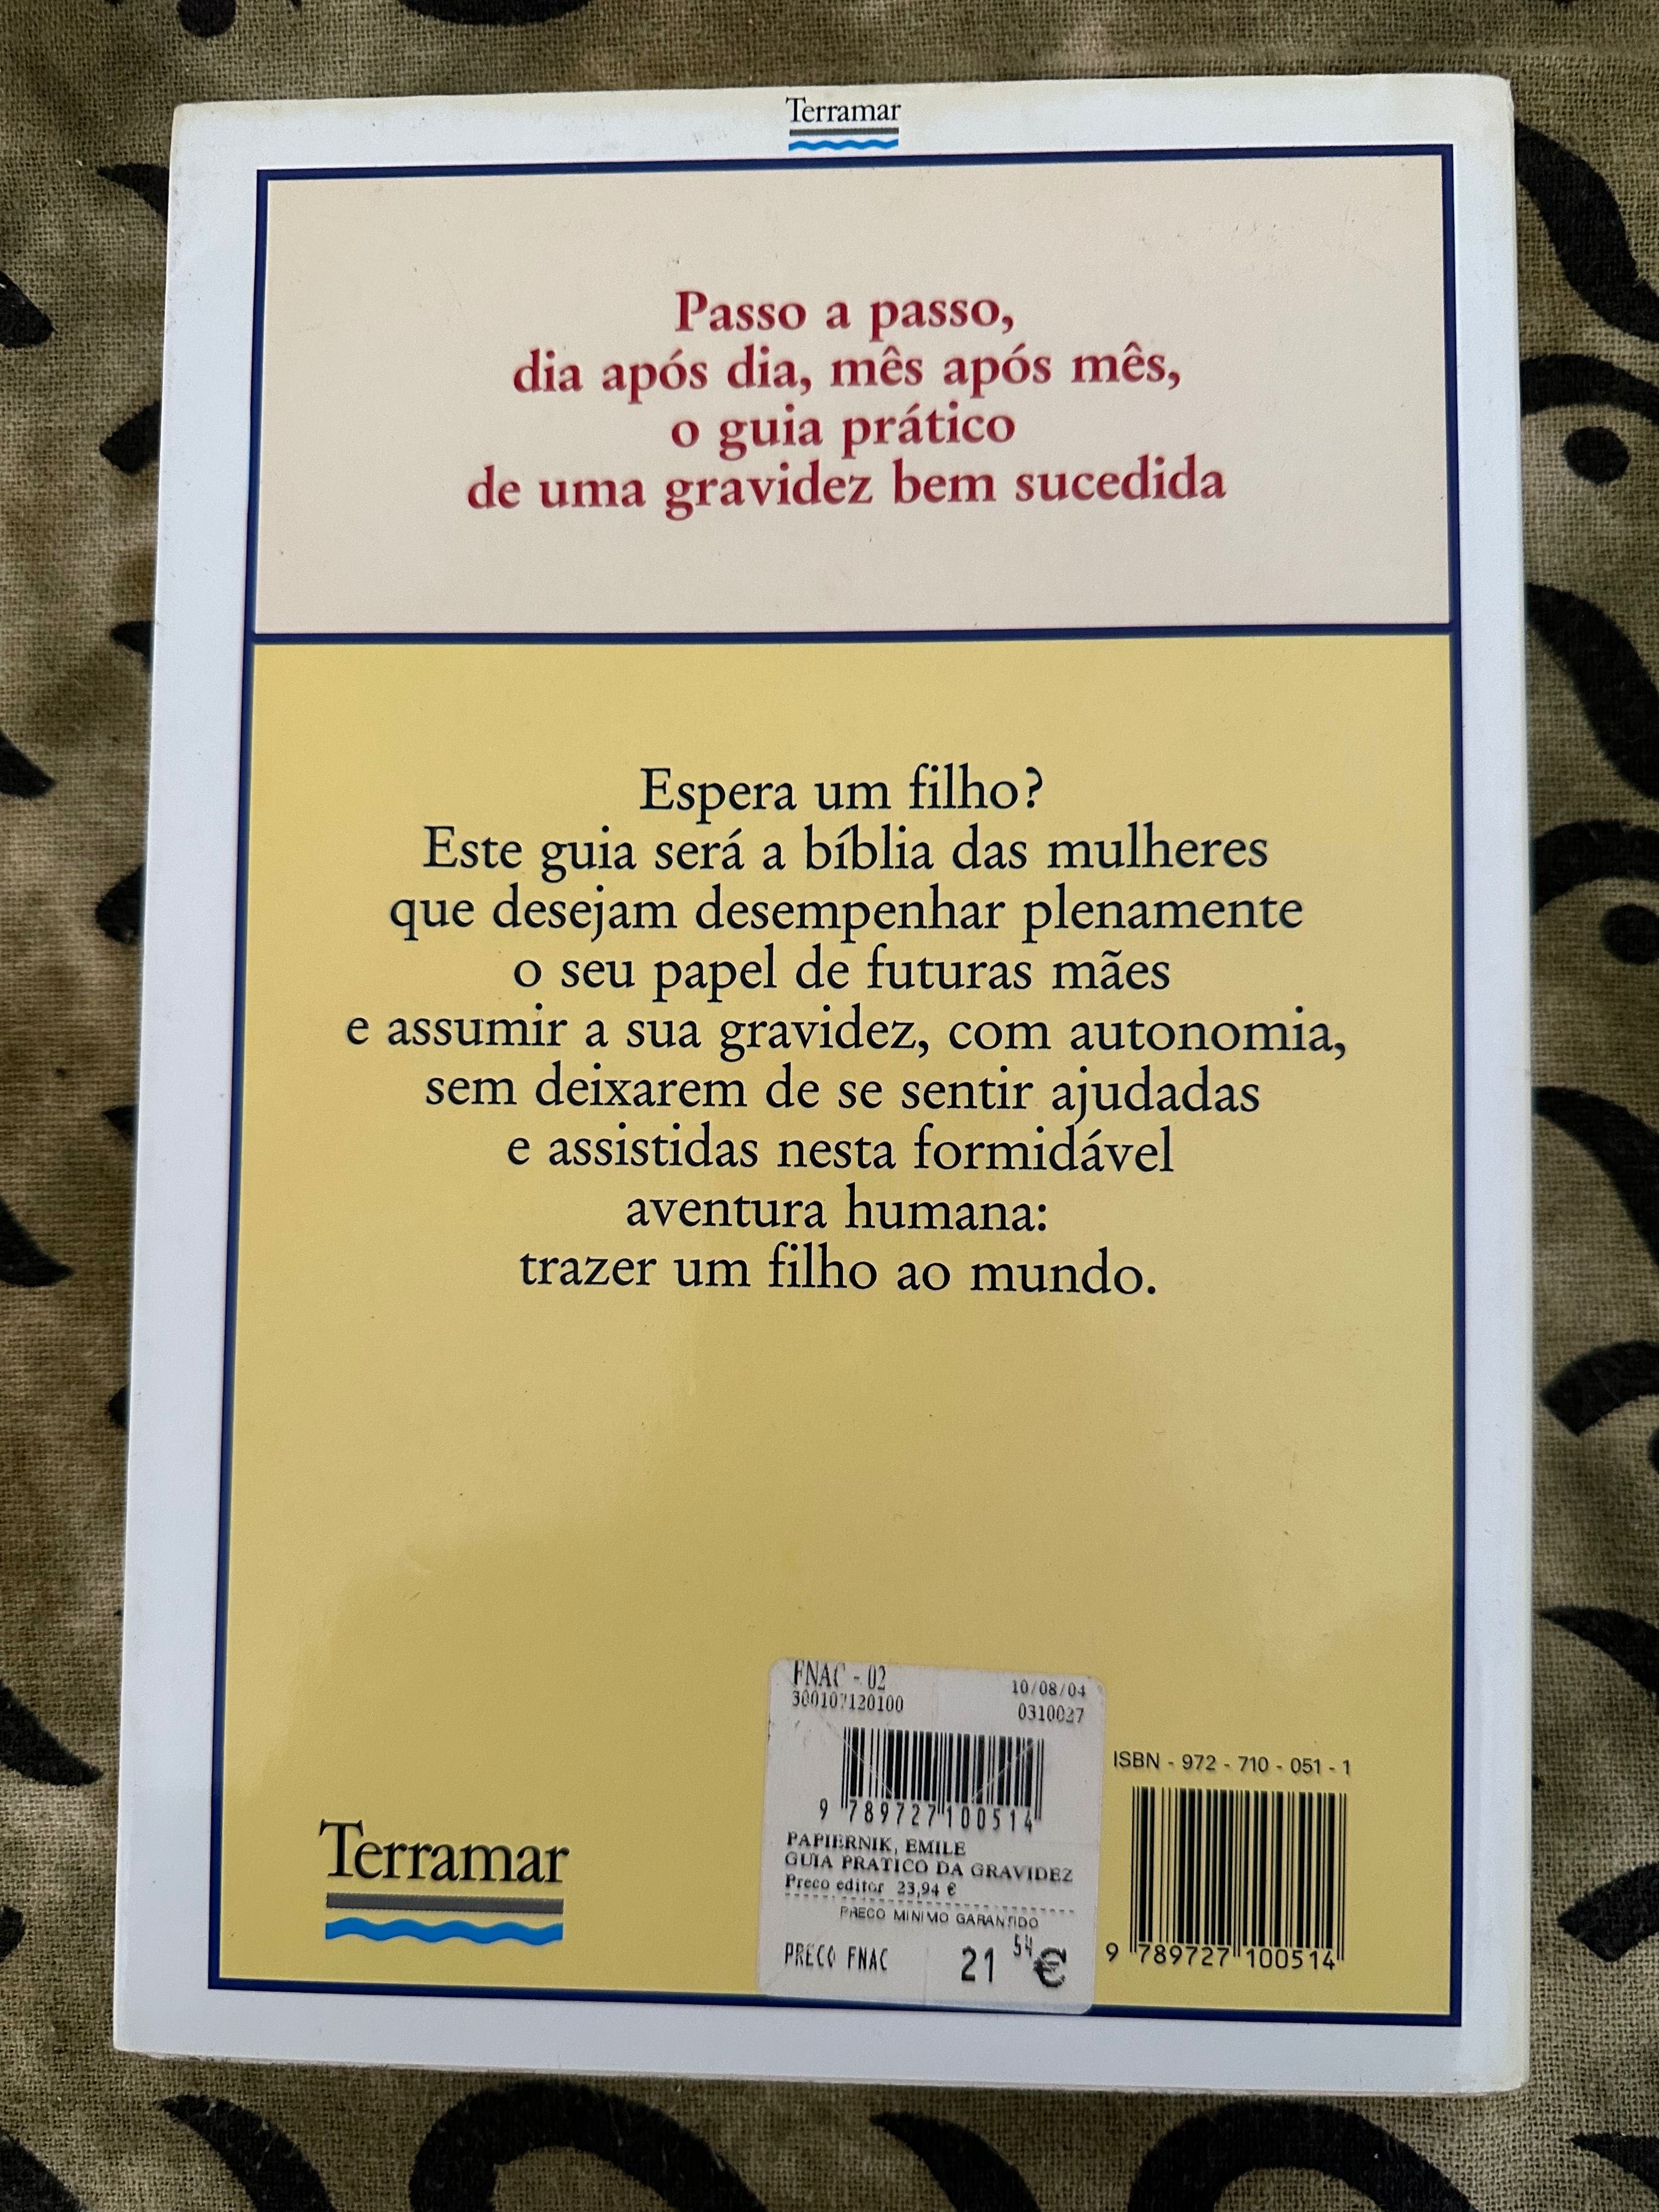 Terramar
Passo a passo,
dia após dia, mês após mês,
o guia prático
de uma gravidez bem sucedida
Espera um filho?
Este guia será a bíblia das mulheres
que desejam desempenhar plenamente
o seu papel de futuras mães
e assumir a sua gravidez, com autonomia,
sem deixarem de se sentir ajudadas
e assistidas nesta formidável
aventura humana:
trazer um filho ao mundo.
Terramar
FNAC - 02 10/08/04
300107120100 0310027
9 789727 100514
PAPIERNIK, EMILE
GUIA PRATICO DA GRAVIDEZ
Preco editor 23,94 €
PRECO MINIMO GARANTIDO
PRECO FNAC 21 54 €
ISBN - 972 - 710 - 051 - 1
9 789727 100514